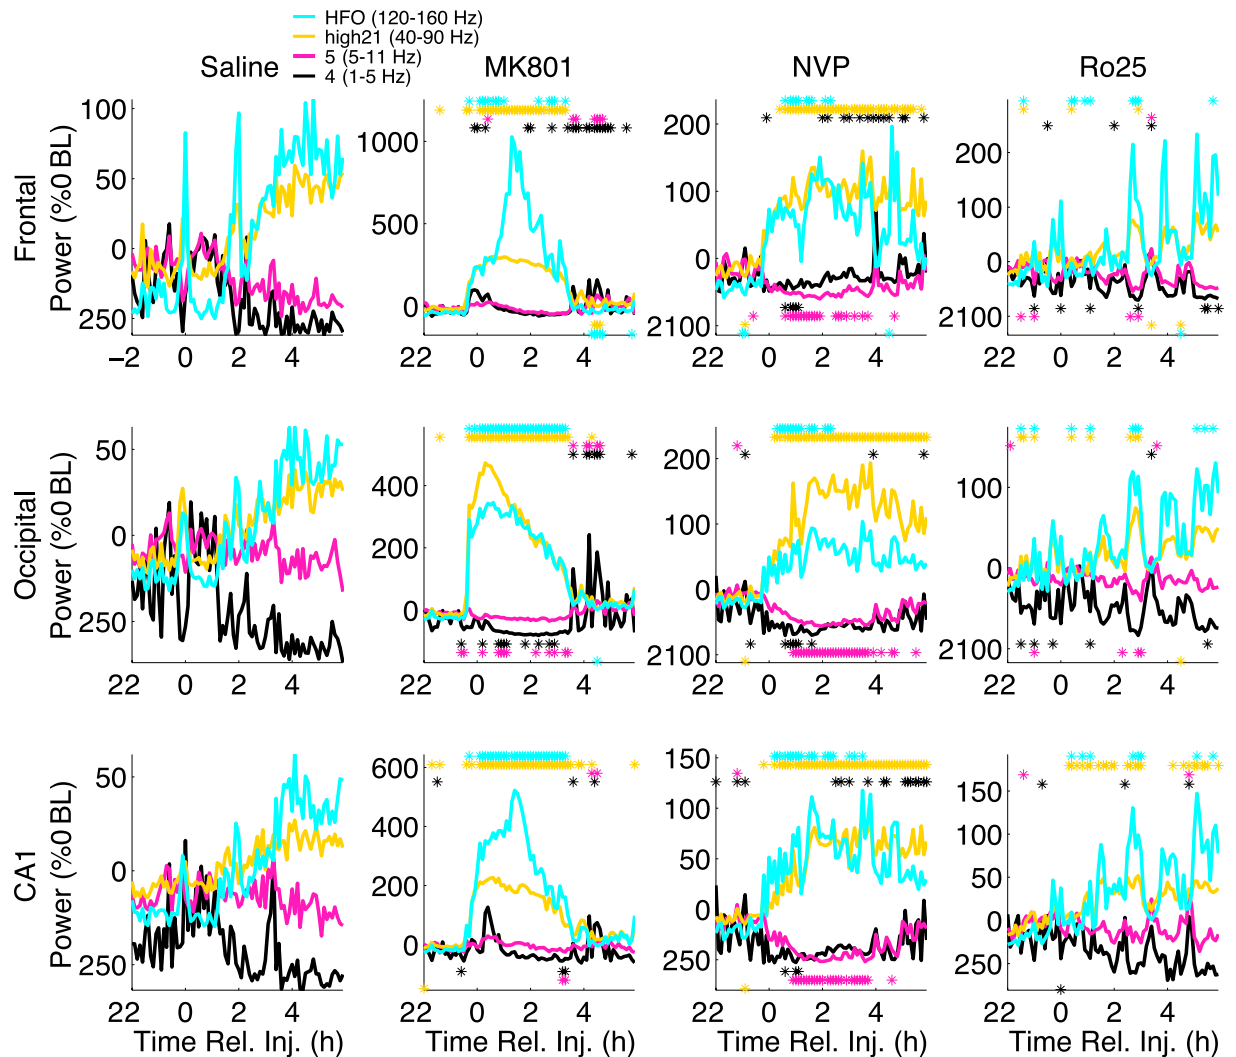 HFO (120-160 Hz)
high21 (40-90 Hz)
5 (5-11 Hz)
4 (1-5 Hz)
Saline MK801 NVP Ro25
Frontal
Power (%0 BL)
100
50
0
250
−2 0 2 4
1000
600
300
0
22 0 2 4
200
100
0
2100
22 0 2 4
200
100
0
2100
22 0 2 4
Occipital
Power (%0 BL)
50
0
250
22 0 2 4
400
200
0
22 0 2 4
200
100
0
2100
22 0 2 4
100
0
2100
22 0 2 4
CA1
Power (%0 BL)
0
250
22 0 2 4
600
400
200
0
22 0 2 4
150
100
50
0
250
22 0 2 4
150
100
50
0
250
22 0 2 4
Time Rel. Inj. (h) Time Rel. Inj. (h) Time Rel. Inj. (h) Time Rel. Inj. (h)